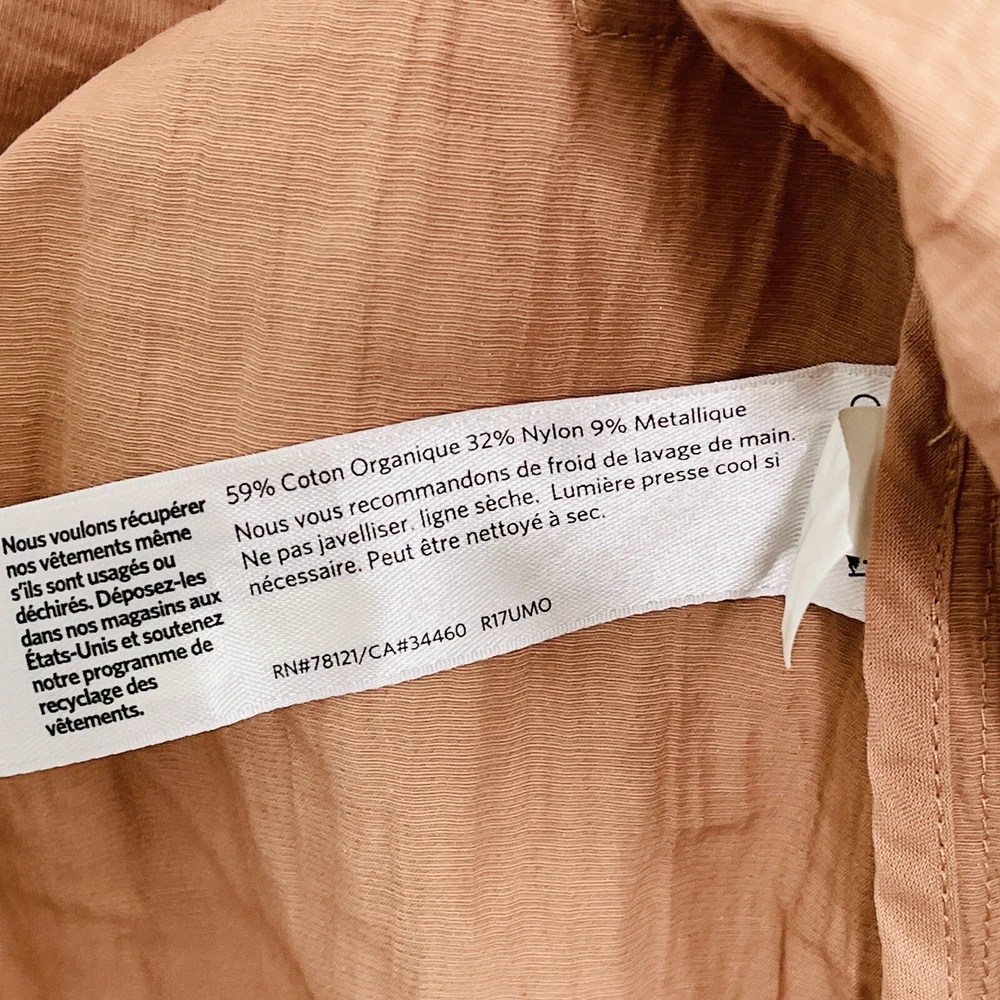 Nous voulons récupérer
nos vêtements même
s'ils sont usagés ou
déchirés. Déposez-les
dans nos magasins aux
États-Unis et soutenez
notre programme de
recyclage des
vêtements.
59% Coton Organique 32% Nylon 9% Metallique
Nous vous recommandons de froid de lavage de main.
Ne pas javelliser. ligne sèche. Lumière presse cool si
nécessaire. Peut être nettoyé à sec.
RN#78121/CA#34460 R17UMO